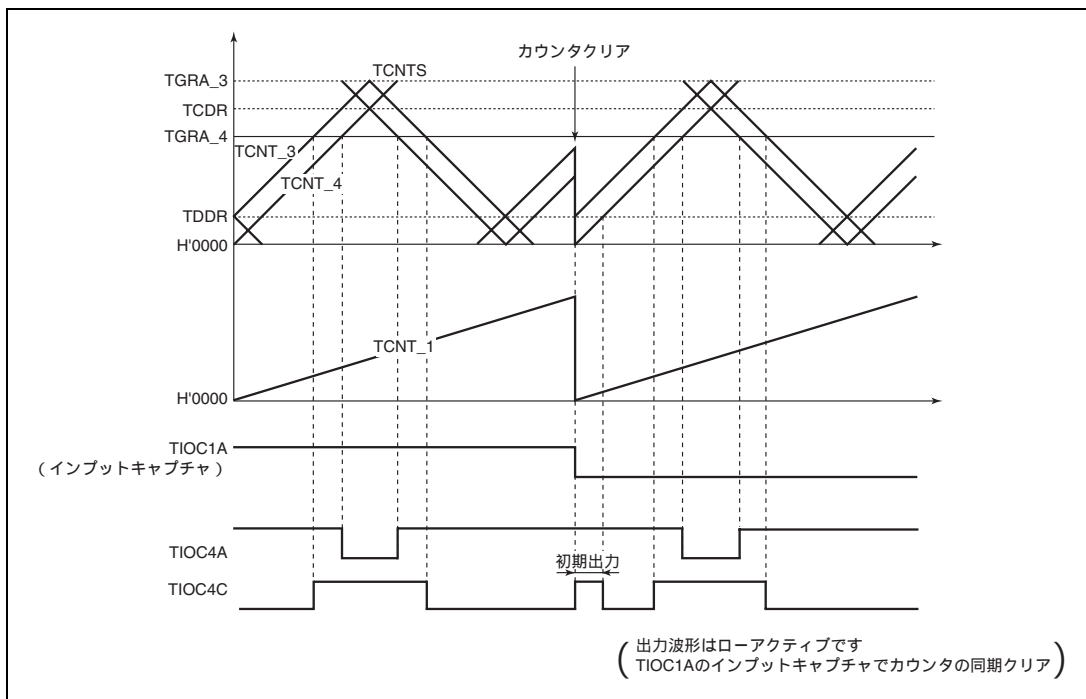 カウンタクリア
TCNTS
TGRA_3
TCDR
TGRA_4
TCNT_3
TCNT_4
TDDR
H'0000
TCNT_1
H'0000
TIOC1A
(インプットキャプチャ)
TIOC4A
初期出力
TIOC4C
出力波形はローアクティブです
TIOC1Aのインプットキャプチャでカウンタの同期クリア